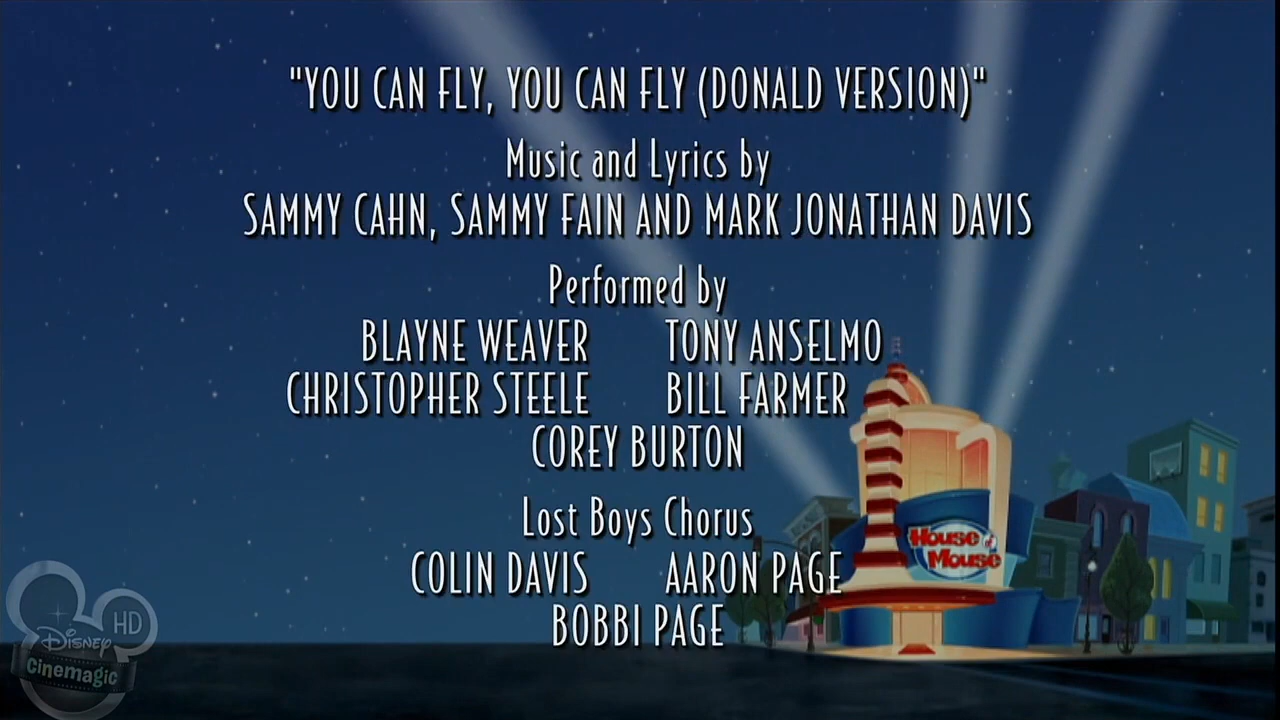 "YOU CAN FLY, YOU CAN FLY (DONALD VERSION)"
Music and Lyrics by
SAMMY CAHN, SAMMY FAIN AND MARK JONATHAN DAVIS
Performed by
BLAYNE WEAVER TONY ANSELMO
CHRISTOPHER STEELE BILL FARMER
COREY BURTON
Lost Boys Chorus
COLIN DAVIS AARON PAGE
BOBBI PAGE
House of
Mouse
HD
Disney
Cinemagic